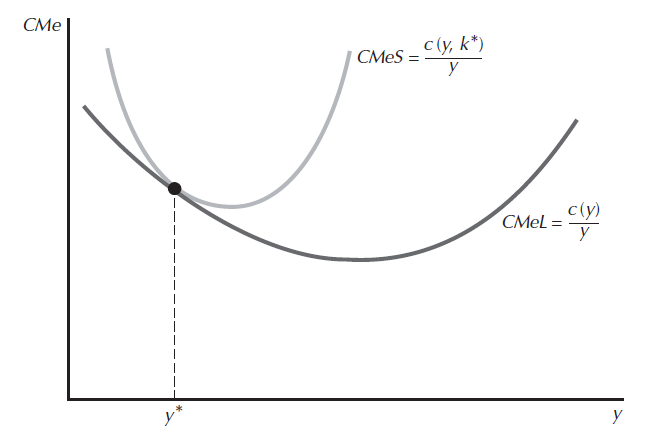 CMe
CMeS = c (y, k*) / y
CMeL = c (y) / y
y*
y